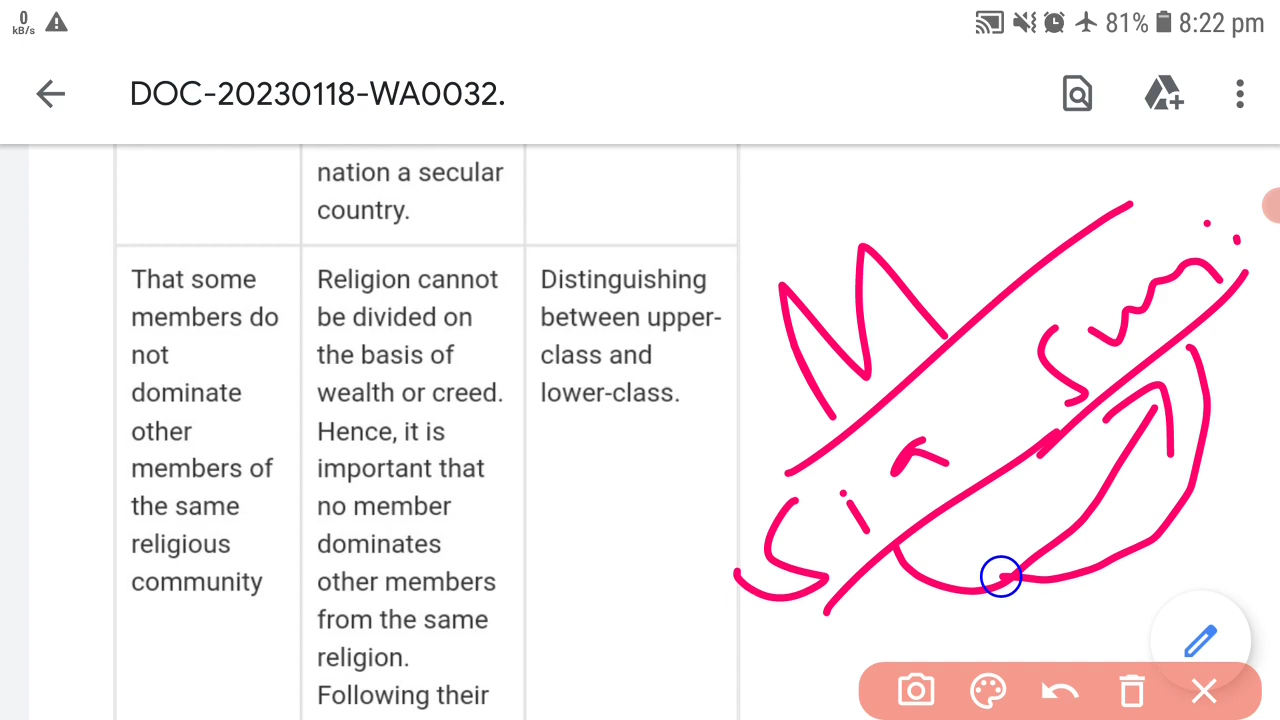 0
kB/s
81% 8:22 pm
DOC-20230118-WA0032.
nation a secular
country.
That some
members do
not
dominate
other
members of
the same
religious
community
Religion cannot
be divided on
the basis of
wealth or creed.
Hence, it is
important that
no member
dominates
other members
from the same
religion.
Following their
Distinguishing
between upper-
class and
lower-class.
M